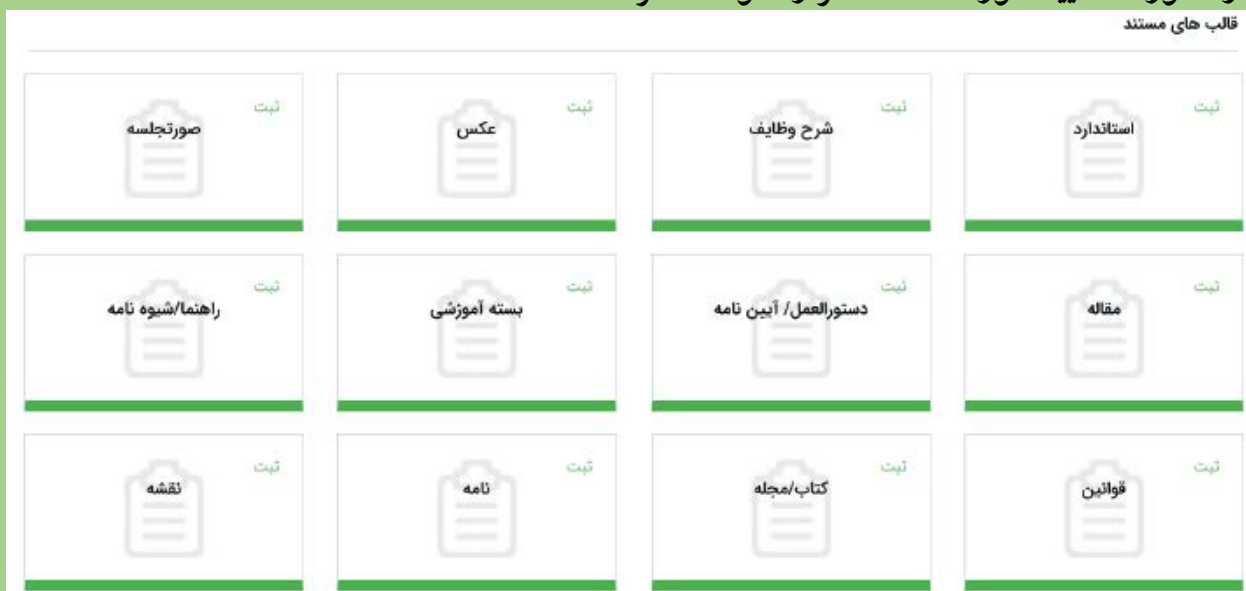 قالب های مستند
ثبت ثبت ثبت ثبت
استاندارد شرح وظایف عکس صورتجلسه
ثبت ثبت ثبت ثبت
مقاله دستورالعمل/ آیین نامه بسته آموزشی راهنما/شیوه نامه
ثبت ثبت ثبت ثبت
قوانین کتاب/مجله نامه نقشه